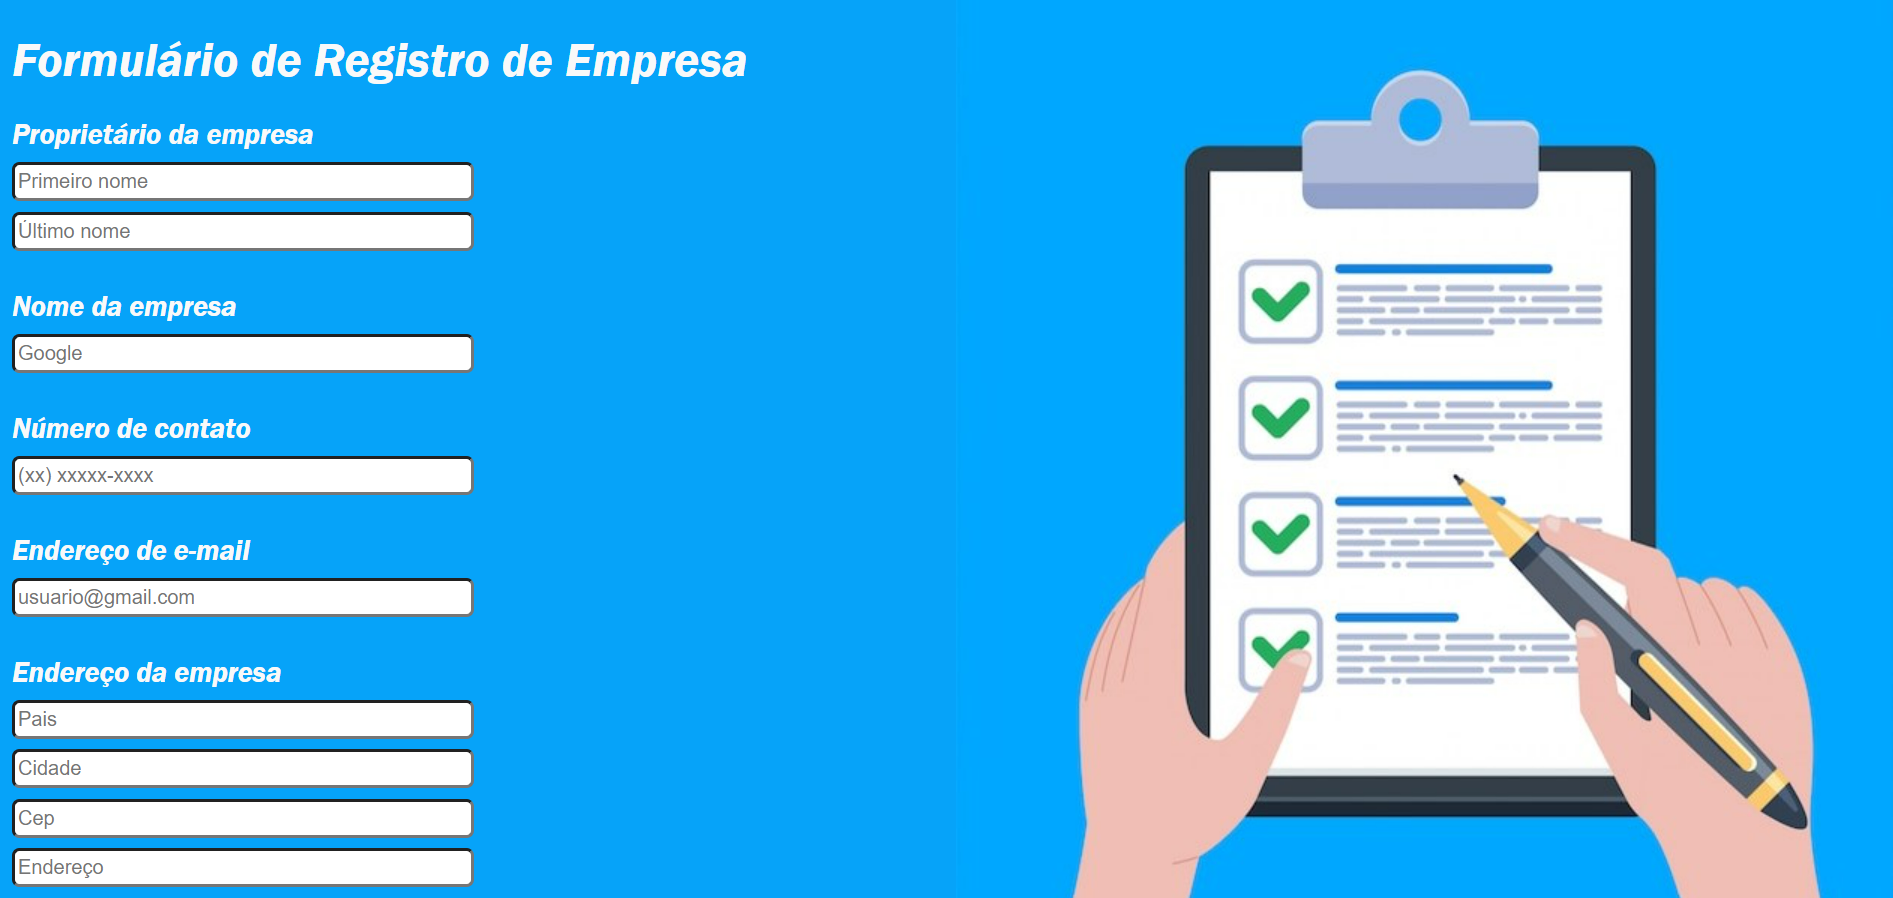 Formulário de Registro de Empresa
Proprietário da empresa
Primeiro nome
Último nome
Nome da empresa
Google
Número de contato
(xx) xxxxx-xxxx
Endereço de e-mail
usuario@gmail.com
Endereço da empresa
Pais
Cidade
Cep
Endereço